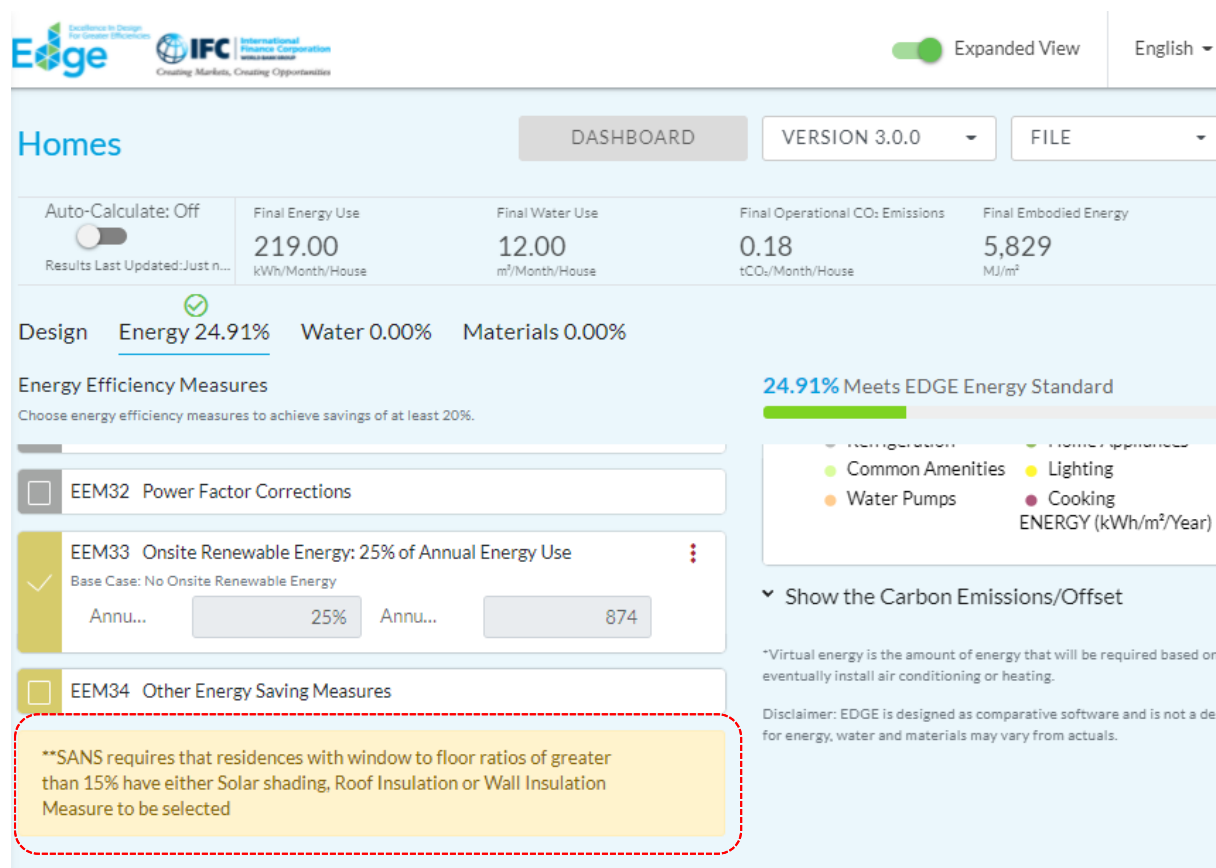 Excellence In Design
For Greater Efficiencies
Edge
IFC International Finance Corporation
WORLD BANK GROUP
Creating Markets, Creating Opportunities
Expanded View
English
Homes
DASHBOARD
VERSION 3.0.0
FILE
Auto-Calculate: Off
Results Last Updated:Just n...
Final Energy Use
219.00
kWh/Month/House
Final Water Use
12.00
m³/Month/House
Final Operational CO₂ Emissions
0.18
tCO₂/Month/House
Final Embodied Energy
5,829
MJ/m²
Design Energy 24.91% Water 0.00% Materials 0.00%
Energy Efficiency Measures
Choose energy efficiency measures to achieve savings of at least 20%.
EEM32 Power Factor Corrections
EEM33 Onsite Renewable Energy: 25% of Annual Energy Use
Base Case: No Onsite Renewable Energy
Annu... 25% Annu... 874
EEM34 Other Energy Saving Measures
**SANS requires that residences with window to floor ratios of greater
than 15% have either Solar shading, Roof Insulation or Wall Insulation
Measure to be selected
24.91% Meets EDGE Energy Standard
Refrigeration Home Appliances
Common Amenities Lighting
Water Pumps Cooking
ENERGY (kWh/m²/Year)
Show the Carbon Emissions/Offset
*Virtual energy is the amount of energy that will be required based on
eventually install air conditioning or heating.
Disclaimer: EDGE is designed as comparative software and is not a de
for energy, water and materials may vary from actuals.